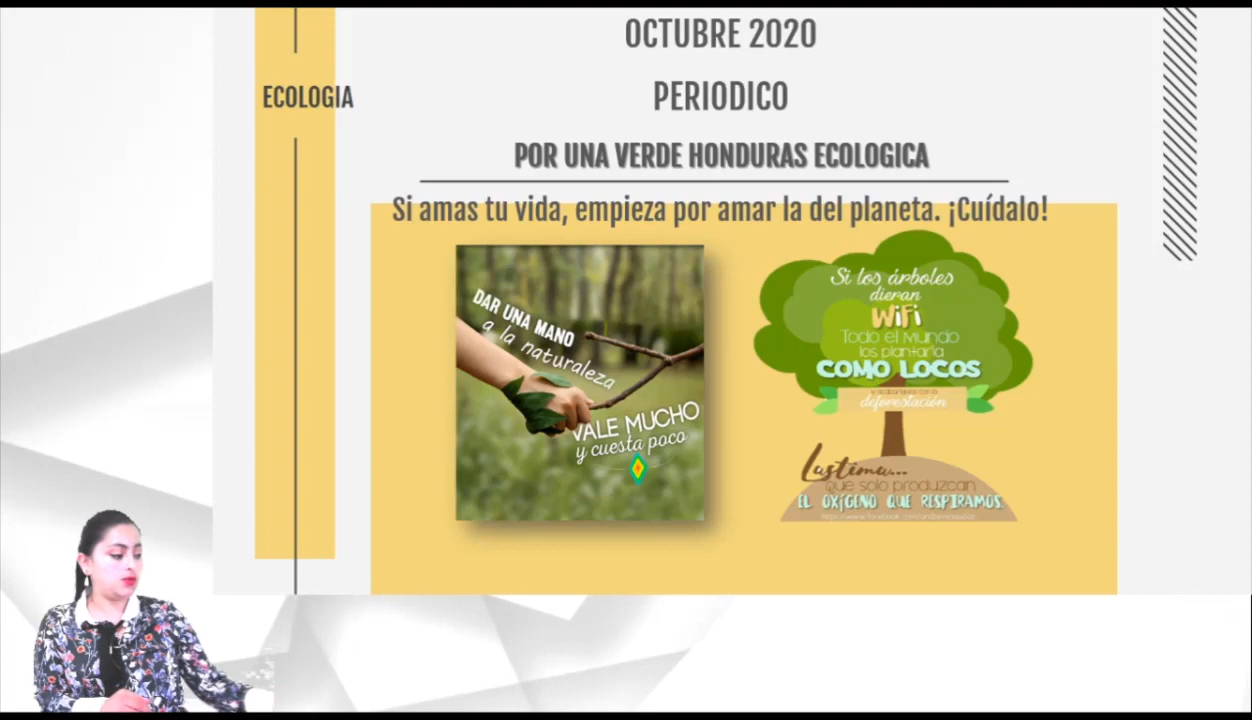 OCTUBRE 2020
ECOLOGIA
PERIODICO
POR UNA VERDE HONDURAS ECOLOGICA
Si amas tu vida, empieza por amar la del planeta. ¡Cuídalo!
DAR UNA MANO
a la naturaleza
VALE MUCHO
y cuesta poco
Si los árboles
dieran
WiFi
Todo el Mundo
los plantaría
COMO LOCOS
deforestación
Lastima...
que solo produzcan
EL OXÍGENO QUE RESPIRAMOS.